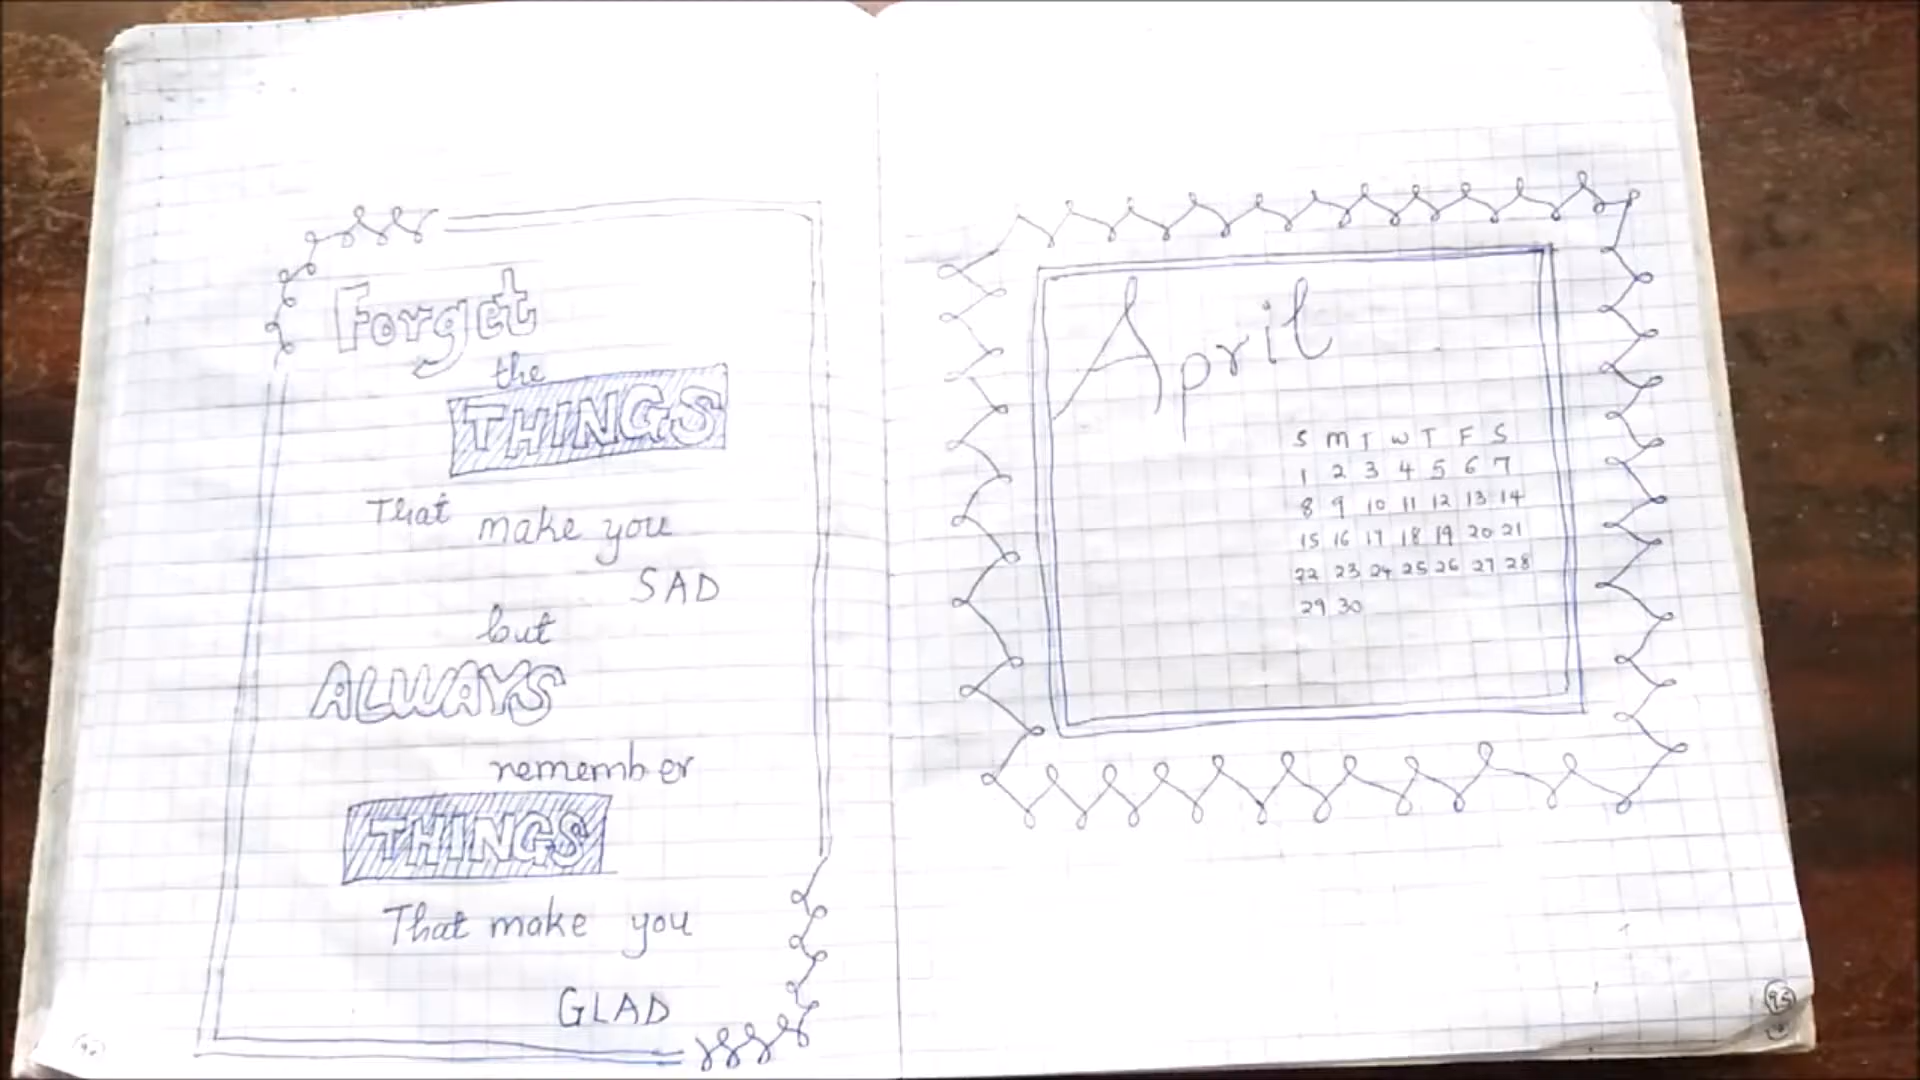 Forget
the
THINGS
That make you
SAD
but
ALWAYS
remember
THINGS
That make you
GLAD
April
S M T W T F S
1 2 3 4 5 6 7
8 9 10 11 12 13 14
15 16 17 18 19 20 21
22 23 24 25 26 27 28
29 30
95